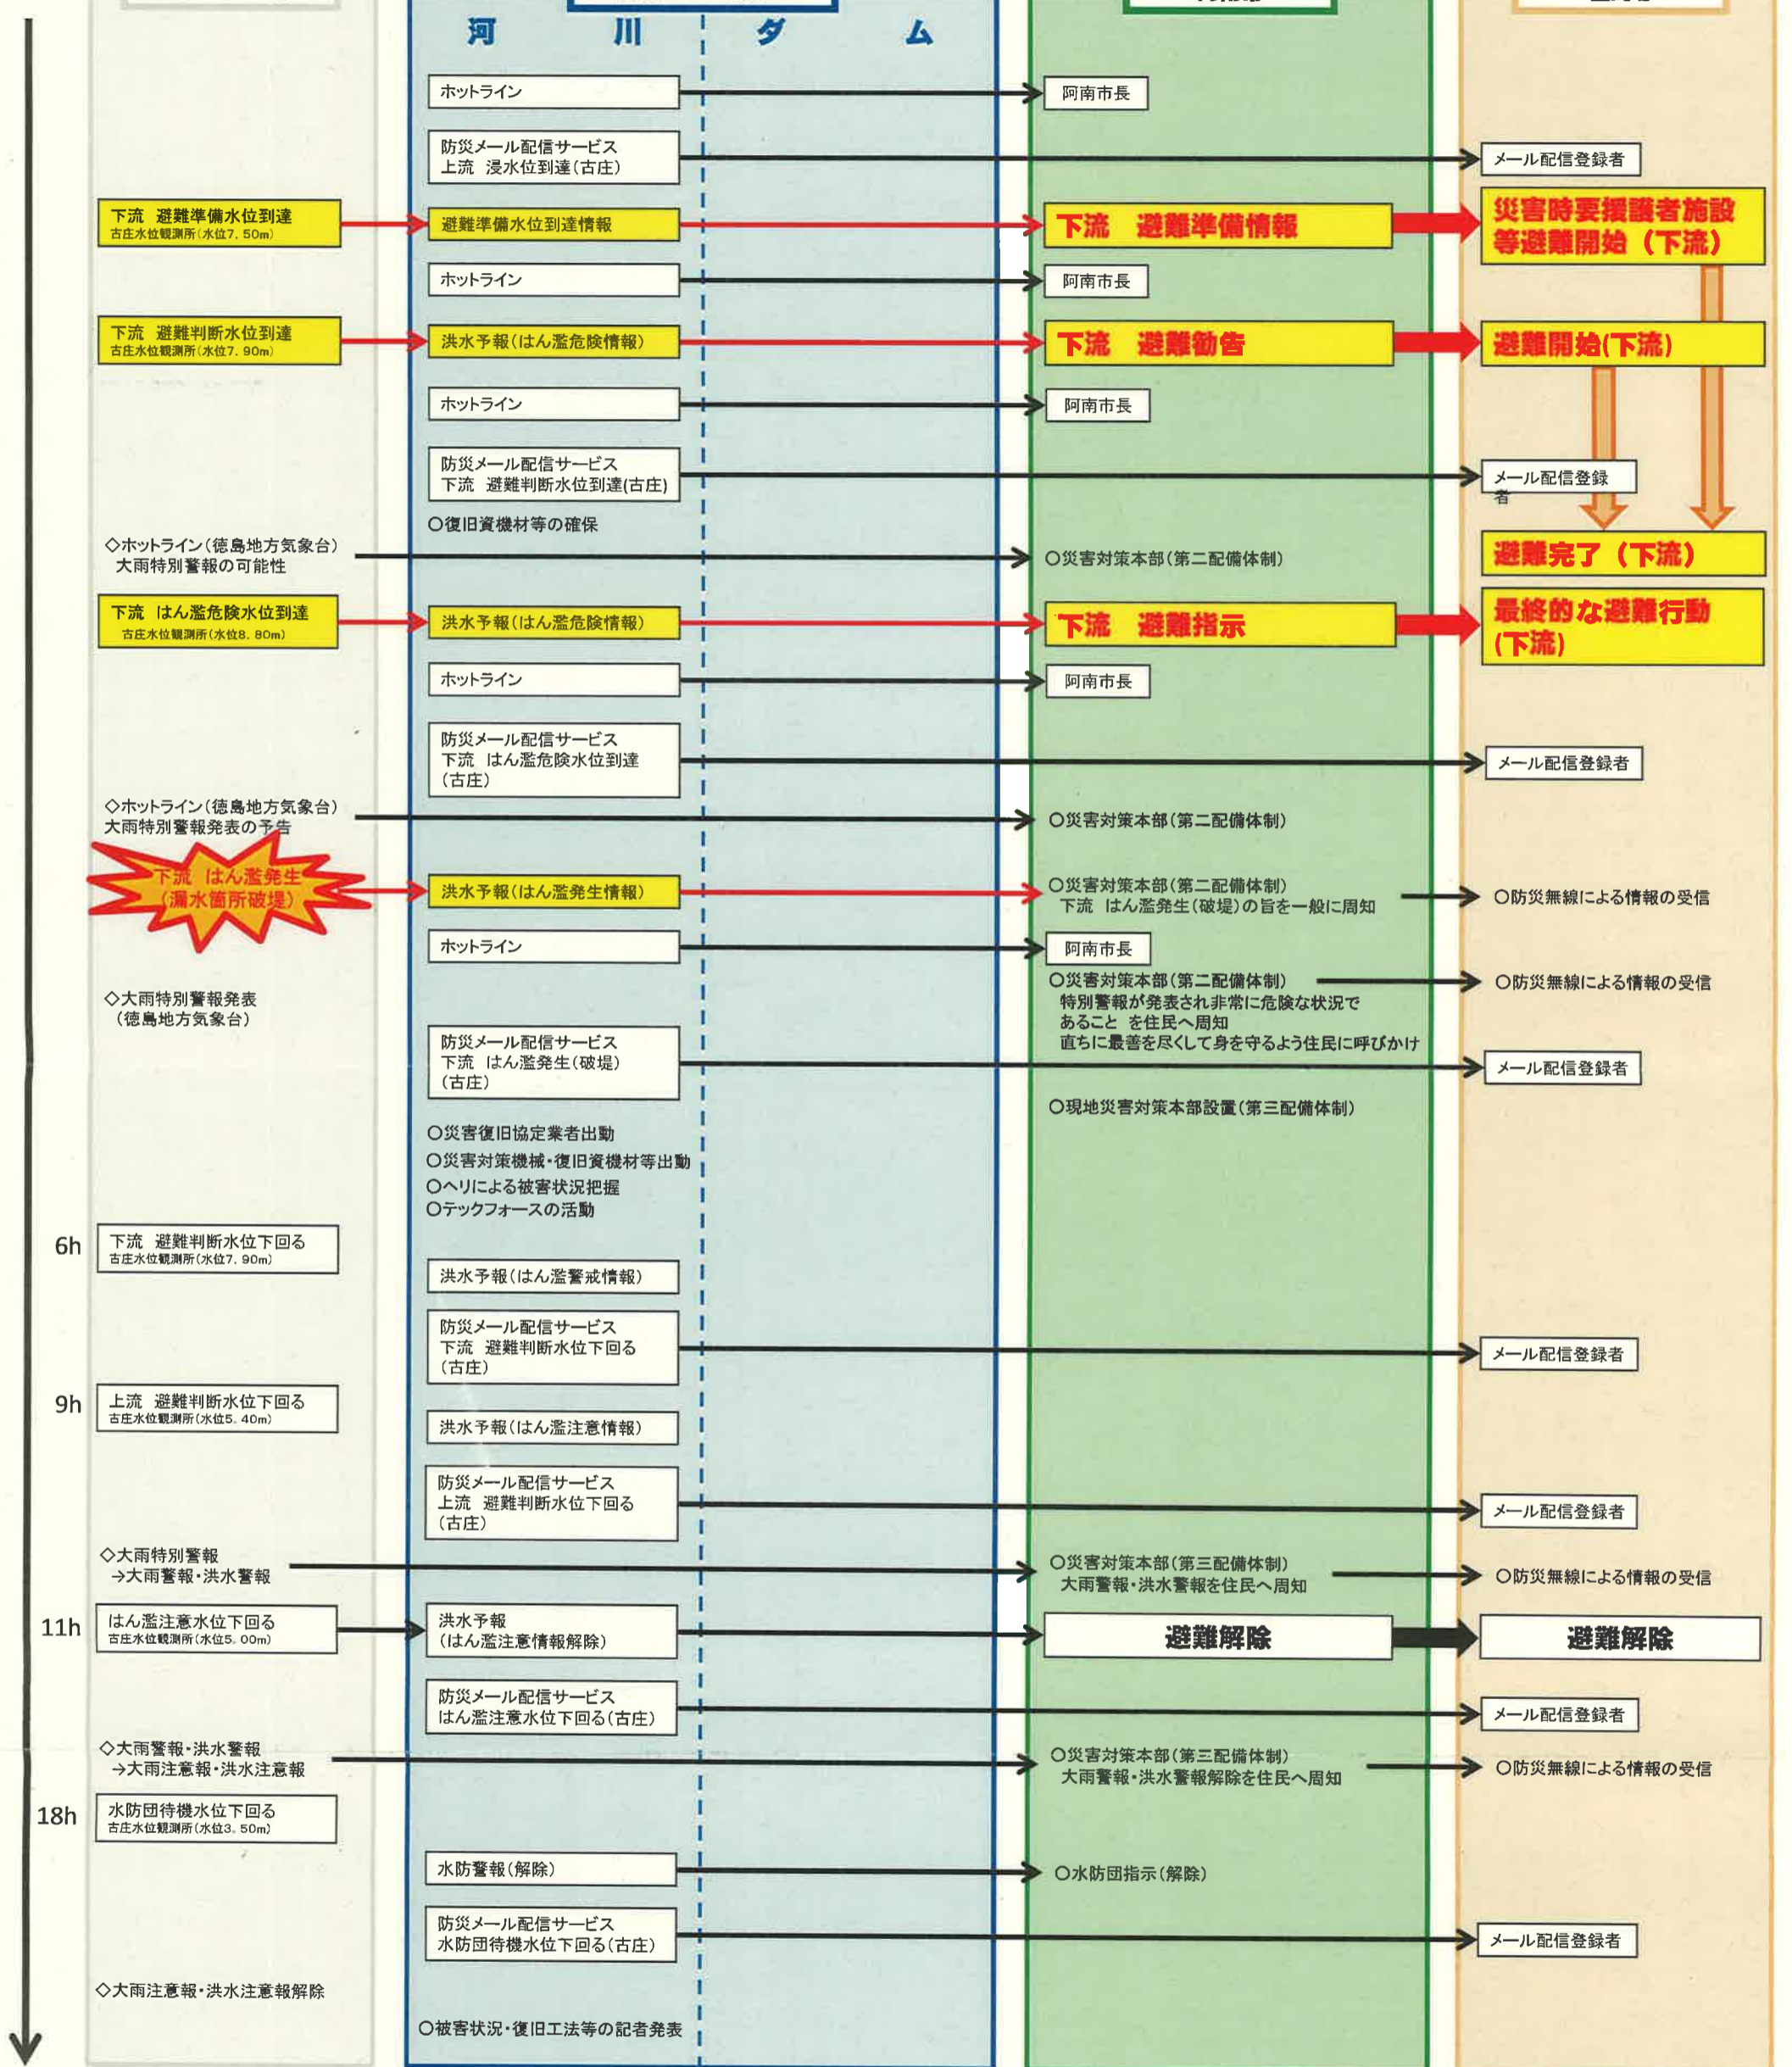 河 川 ダ ム
ホットライン
阿南市長
防災メール配信サービス
上流 浸水位到達(古庄)
メール配信登録者
下流 避難準備水位到達
古庄水位観測所(水位7.50m)
避難準備水位到達情報
下流 避難準備情報
災害時要援護者施設
等避難開始(下流)
ホットライン
阿南市長
下流 避難判断水位到達
古庄水位観測所(水位7.90m)
洪水予報(はん濫危険情報)
下流 避難勧告
避難開始(下流)
ホットライン
阿南市長
防災メール配信サービス
下流 避難判断水位到達(古庄)
メール配信登録
者
○復旧資機材等の確保
◇ホットライン(徳島地方気象台)
大雨特別警報の可能性
○災害対策本部(第二配備体制)
避難完了(下流)
下流 はん濫危険水位到達
古庄水位観測所(水位8.80m)
洪水予報(はん濫危険情報)
下流 避難指示
最終的な避難行動
(下流)
ホットライン
阿南市長
防災メール配信サービス
下流 はん濫危険水位到達
(古庄)
メール配信登録者
◇ホットライン(徳島地方気象台)
大雨特別警報発表の予告
○災害対策本部(第二配備体制)
下流 はん濫発生
(漏水箇所破堤)
洪水予報(はん濫発生情報)
○災害対策本部(第二配備体制)
下流 はん濫発生(破堤)の旨を一般に周知
○防災無線による情報の受信
ホットライン
阿南市長
◇大雨特別警報発表
(徳島地方気象台)
○災害対策本部(第二配備体制)
特別警報が発表され非常に危険な状況で
あること を住民へ周知
直ちに最善を尽くして身を守るよう住民に呼びかけ
○防災無線による情報の受信
防災メール配信サービス
下流 はん濫発生(破堤)
(古庄)
メール配信登録者
○現地災害対策本部設置(第三配備体制)
○災害復旧協定業者出動
○災害対策機械・復旧資機材等出動
○ヘリによる被害状況把握
○テックフォースの活動
6h
下流 避難判断水位下回る
古庄水位観測所(水位7.90m)
洪水予報(はん濫警戒情報)
防災メール配信サービス
下流 避難判断水位下回る
(古庄)
メール配信登録者
9h
上流 避難判断水位下回る
古庄水位観測所(水位5.40m)
洪水予報(はん濫注意情報)
防災メール配信サービス
上流 避難判断水位下回る
(古庄)
メール配信登録者
◇大雨特別警報
→大雨警報・洪水警報
○災害対策本部(第三配備体制)
大雨警報・洪水警報を住民へ周知
○防災無線による情報の受信
11h
はん濫注意水位下回る
古庄水位観測所(水位5.00m)
洪水予報
(はん濫注意情報解除)
避難解除
避難解除
防災メール配信サービス
はん濫注意水位下回る(古庄)
メール配信登録者
◇大雨警報・洪水警報
→大雨注意報・洪水注意報
○災害対策本部(第三配備体制)
大雨警報・洪水警報解除を住民へ周知
○防災無線による情報の受信
18h
水防団待機水位下回る
古庄水位観測所(水位3.50m)
水防警報(解除)
○水防団指示(解除)
防災メール配信サービス
水防団待機水位下回る(古庄)
メール配信登録者
◇大雨注意報・洪水注意報解除
○被害状況・復旧工法等の記者発表